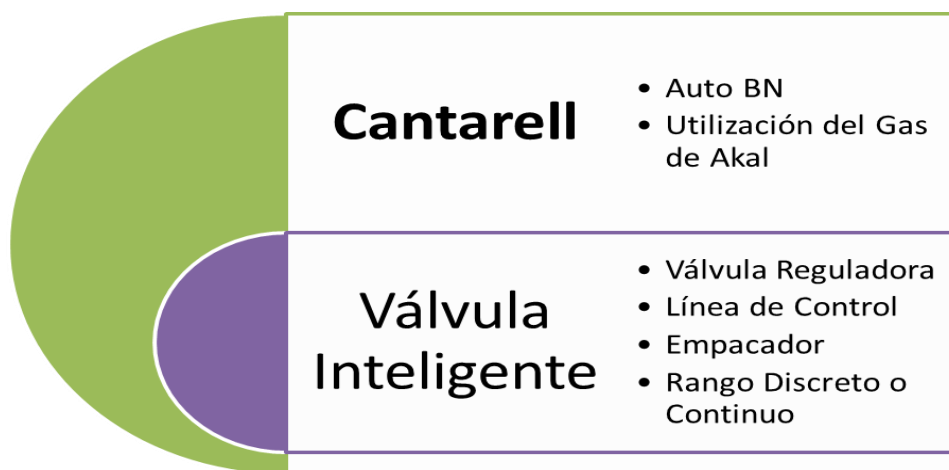 Cantarell
• Auto BN
• Utilización del Gas
de Akal
Válvula
Inteligente
• Válvula Reguladora
• Línea de Control
• Empacador
• Rango Discreto o
Continuo